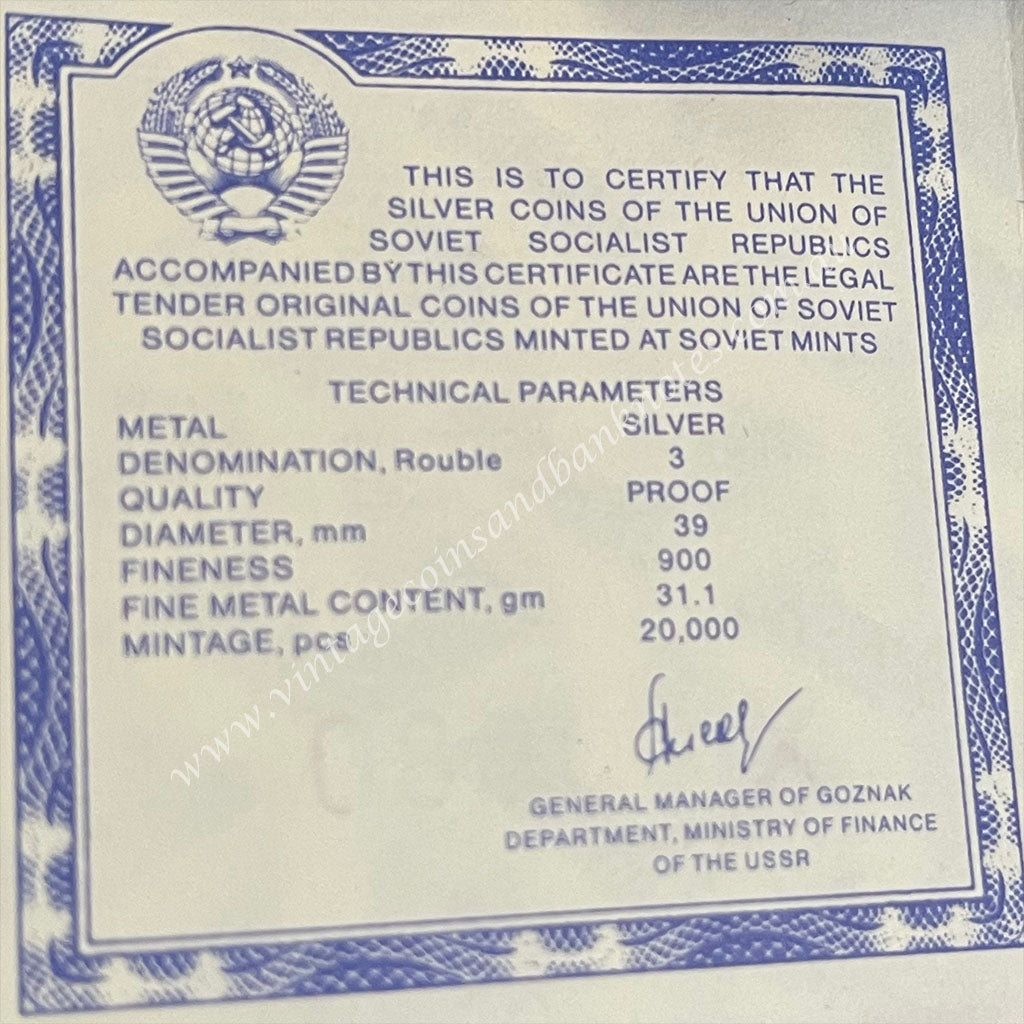 THIS IS TO CERTIFY THAT THE
SILVER COINS OF THE UNION OF
SOVIET SOCIALIST REPUBLICS
ACCOMPANIED BY THIS CERTIFICATE ARE THE LEGAL
TENDER ORIGINAL COINS OF THE UNION OF SOVIET
SOCIALIST REPUBLICS MINTED AT SOVIET MINTS
TECHNICAL PARAMETERS
METAL SILVER
DENOMINATION, Rouble 3
QUALITY PROOF
DIAMETER, mm 39
FINENESS 900
FINE METAL CONTENT, gm 31.1
MINTAGE, pcs 20,000
GENERAL MANAGER OF GOZNAK
DEPARTMENT, MINISTRY OF FINANCE
OF THE USSR